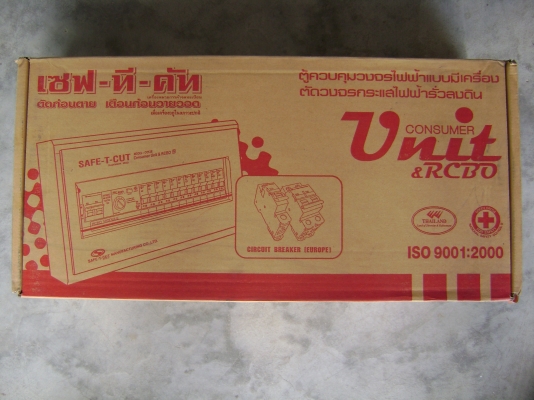 เซฟ-ที-คัท
ตัดก่อนตาย เตือนก่อนวายวอด
ตู้ควบคุมวงจรไฟฟ้าแบบมีเครื่อง
ตัดวงจรกระแสไฟฟ้ารั่วลงดิน
CONSUMER
Unit
& RCBO
SAFE-T-CUT
CIRCUIT BREAKER (EUROPE)
THAILAND
ISO 9001:2000